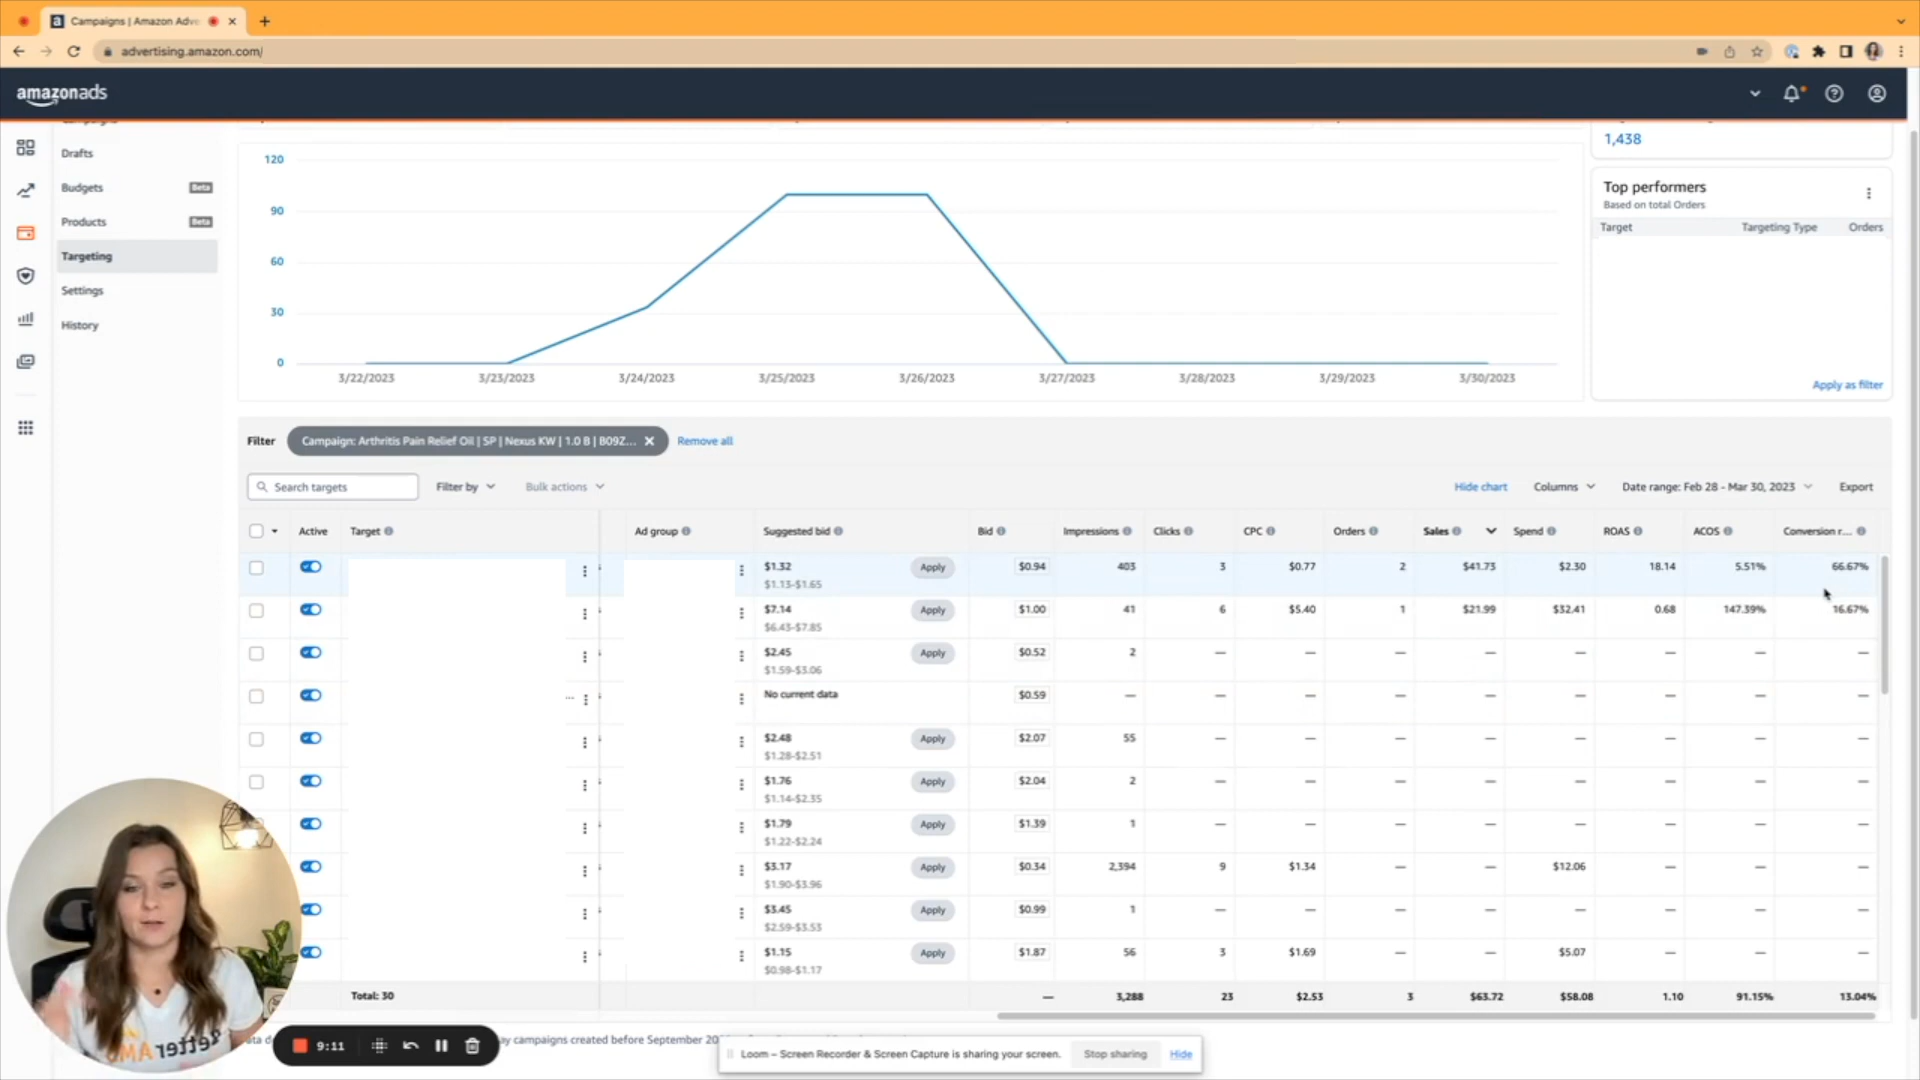 Campaigns | Amazon Adve
advertising.amazon.com/
amazonads
Drafts
Budgets Beta
Products Beta
Targeting
Settings
History
120
90
60
30
0
3/22/2023 3/23/2023 3/24/2023 3/25/2023 3/26/2023 3/27/2023 3/28/2023 3/29/2023 3/30/2023
1,438
Top performers
Based on total Orders
Target Targeting Type Orders
Apply as filter
Filter Campaign: Arthritis Pain Relief Oil | SP | Nexus KW | 1.0 B | B09Z... Remove all
Search targets Filter by Bulk actions Hide chart Columns Date range: Feb 28 - Mar 30, 2023 Export
Active Target Ad group Suggested bid Bid Impressions Clicks CPC Orders Sales Spend ROAS ACOS Conversion r...
$1.32 Apply $0.94 403 3 $0.77 2 $41.73 $2.30 18.14 5.51% 66.67%
$1.13-$1.65
$7.14 Apply $1.00 41 6 $5.40 1 $21.99 $32.41 0.68 147.39% 16.67%
$6.43-$7.85
$2.45 Apply $0.52 2 — — — — — — — —
$1.59-$3.06
... No current data $0.59 — — — — — — — — —
$2.48 Apply $2.07 55 — — — — — — — —
$1.28-$2.51
$1.76 Apply $2.04 2 — — — — — — — —
$1.14-$2.35
$1.79 Apply $1.39 1 — — — — — — — —
$1.22-$2.24
$3.17 Apply $0.34 2,394 9 $1.34 — — $12.06 — — —
$1.90-$3.96
$3.45 Apply $0.99 1 — — — — — — — —
$2.59-$3.53
$1.15 Apply $1.87 56 3 $1.69 — — $5.07 — — —
$0.98-$1.17
Total: 30 — 3,288 23 $2.53 3 $63.72 $58.08 1.10 91.15% 13.04%
9:11
ay campaigns created before September 20
Loom – Screen Recorder & Screen Capture is sharing your screen. Stop sharing Hide